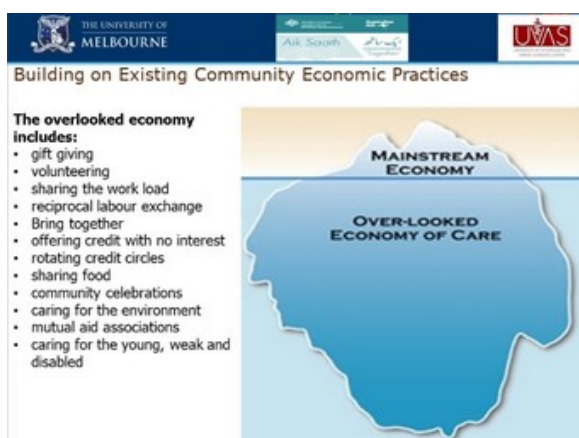 THE UNIVERSITY OF
MELBOURNE
Aik Saath
UVAS
Building on Existing Community Economic Practices
The overlooked economy
includes:
• gift giving
• volunteering
• sharing the work load
• reciprocal labour exchange
• Bring together
• offering credit with no interest
• rotating credit circles
• sharing food
• community celebrations
• caring for the environment
• mutual aid associations
• caring for the young, weak and
disabled
MAINSTREAM
ECONOMY
OVER-LOOKED
ECONOMY OF CARE